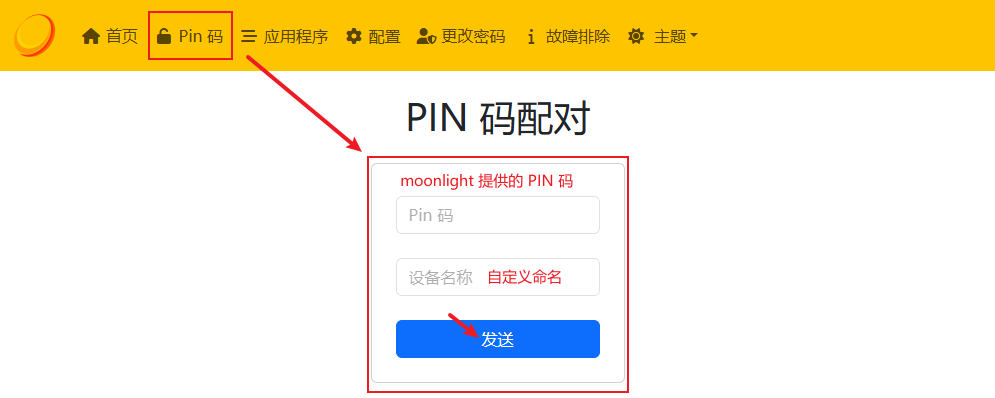 首页 Pin 码 应用程序 配置 更改密码 故障排除 主题
PIN 码配对
moonlight 提供的 PIN 码
Pin 码
设备名称 自定义命名
发送